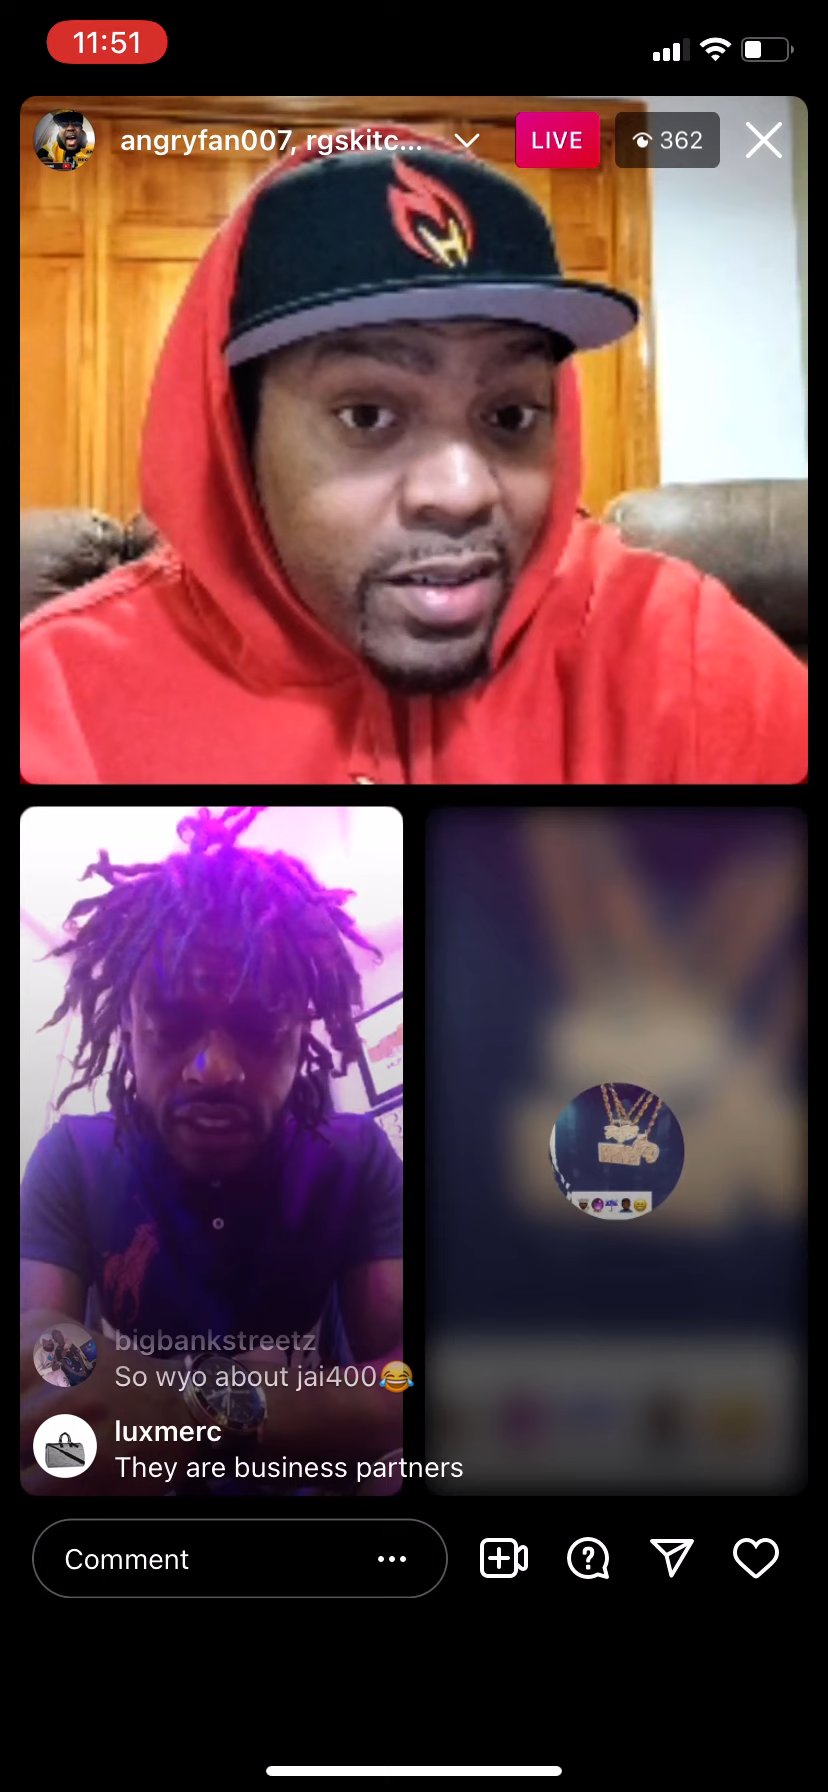 11:51
angryfan007, rgskitc...
LIVE
362
bigbankstreetz
So wyo about jai400😂
luxmerc
They are business partners
Comment